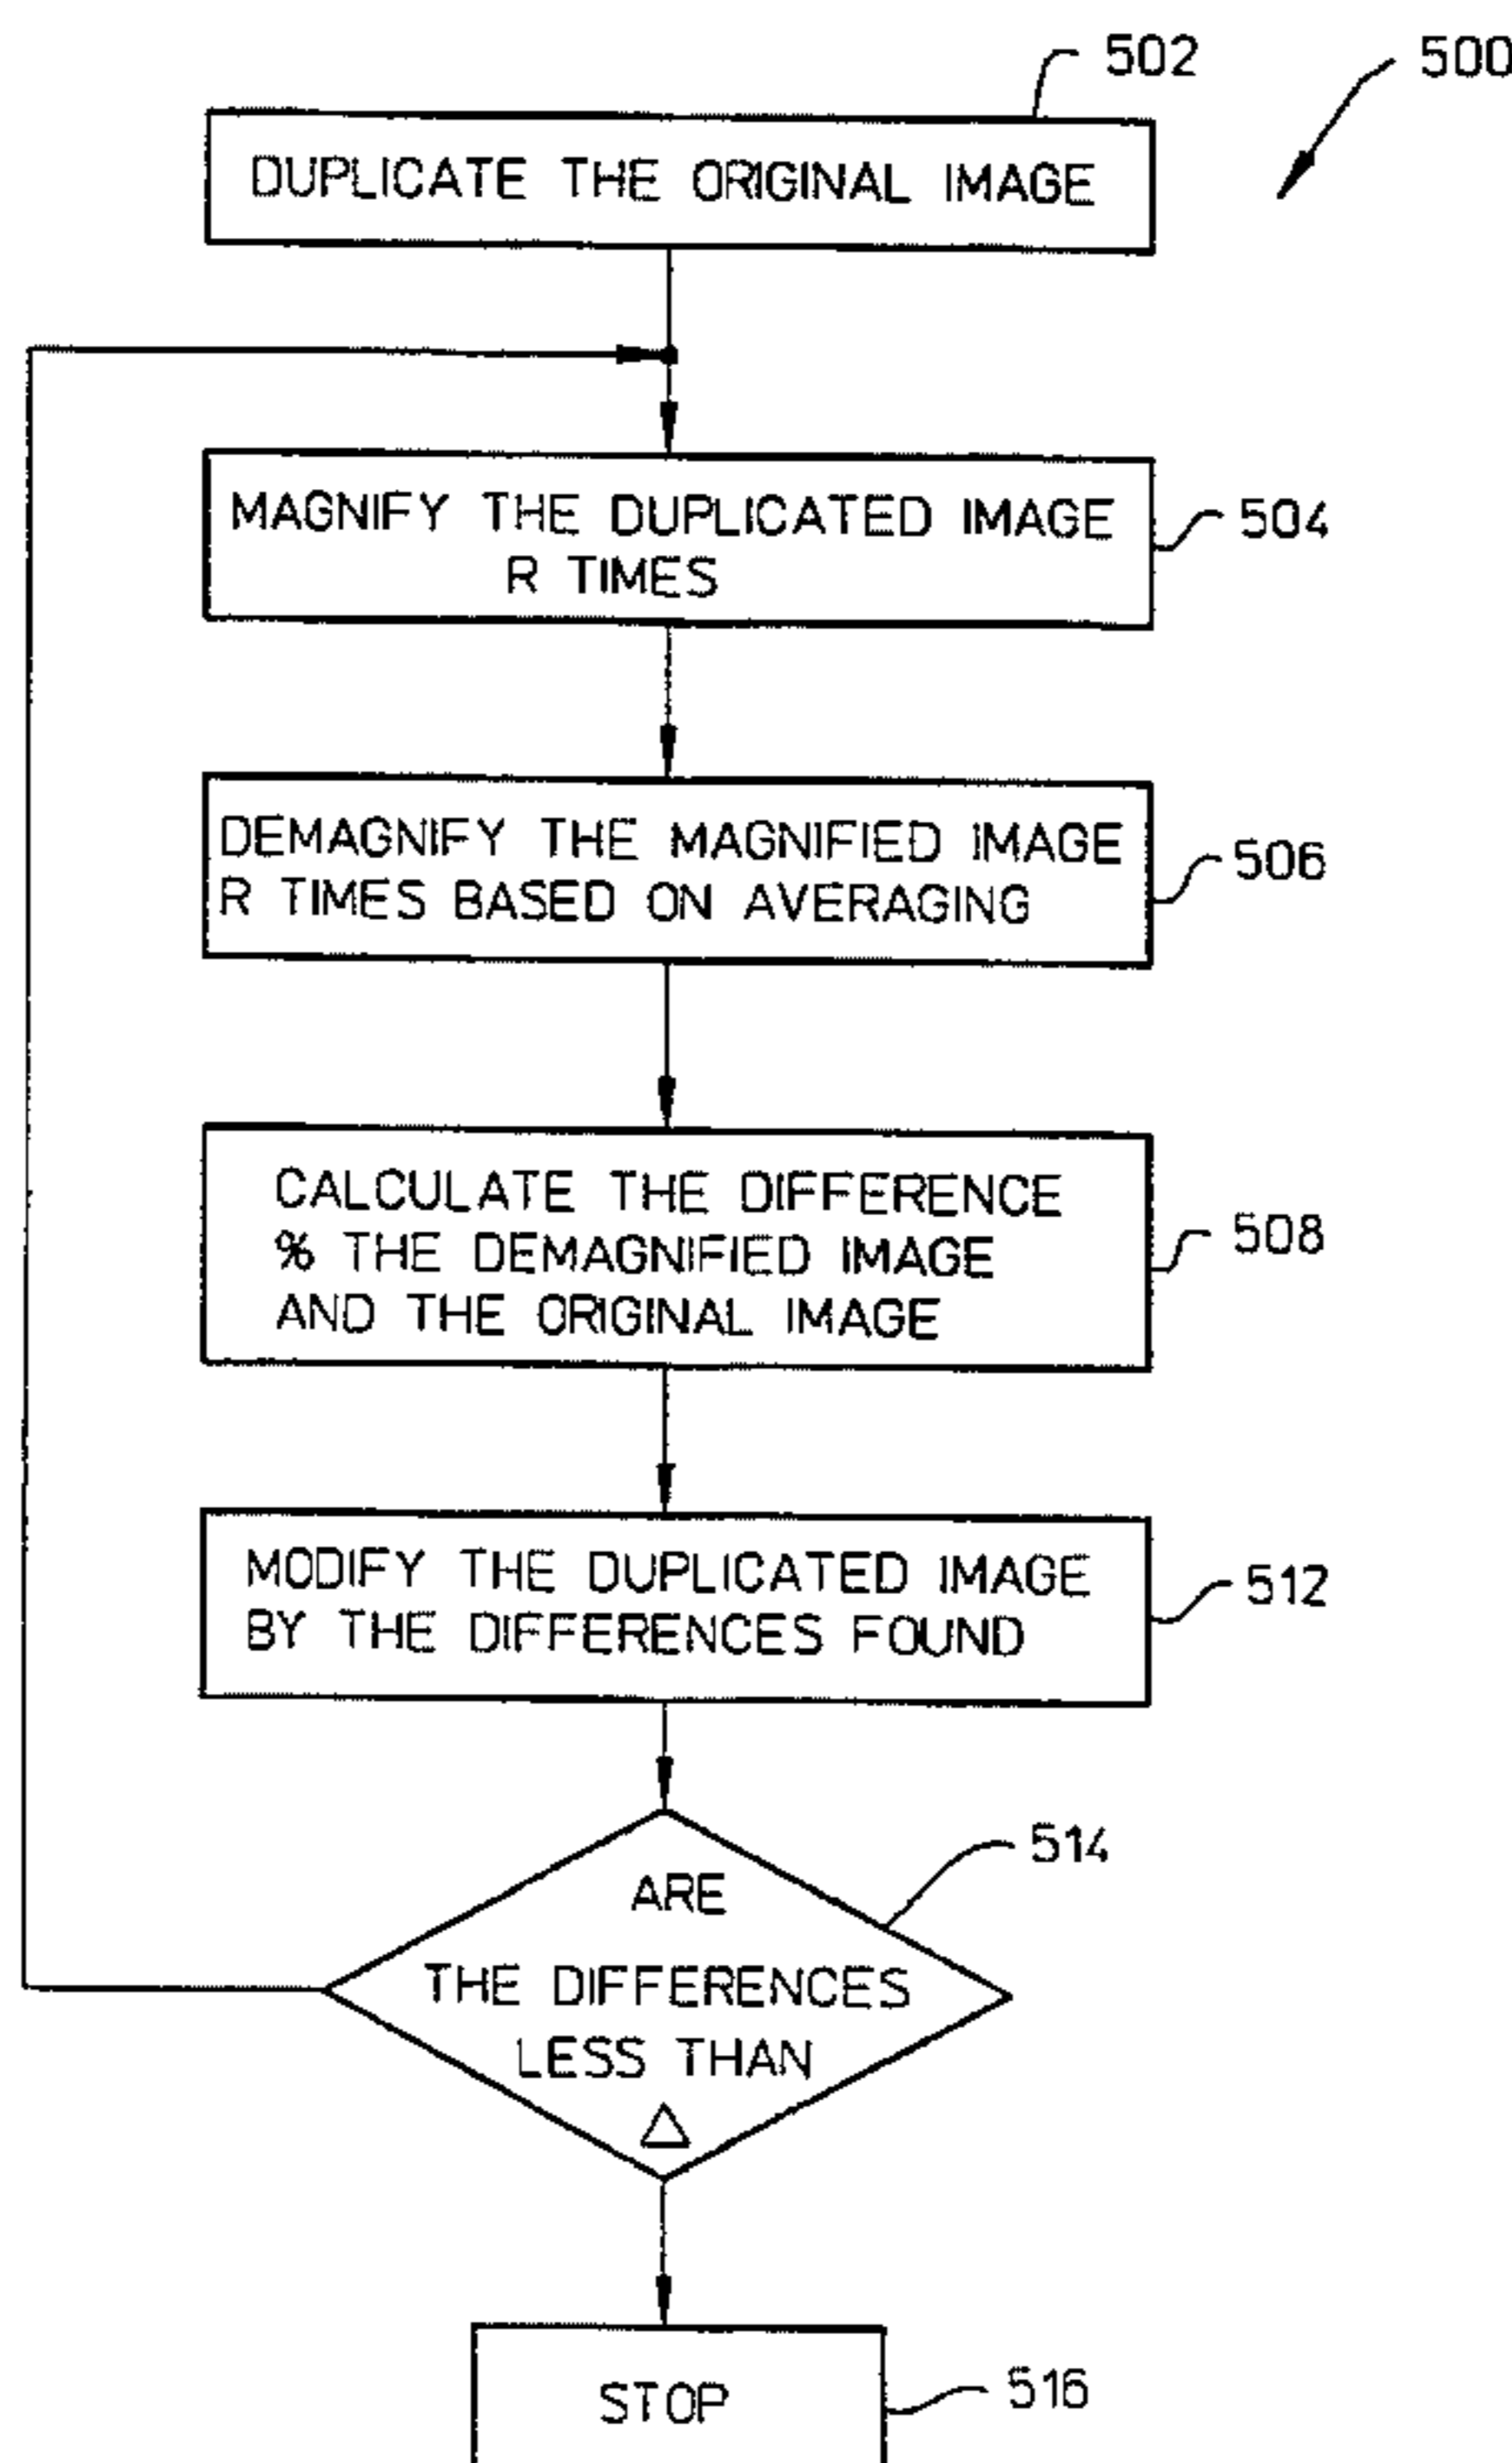 502
500
DUPLICATE THE ORIGINAL IMAGE
MAGNIFY THE DUPLICATED IMAGE
R TIMES
504
DEMAGNIFY THE MAGNIFIED IMAGE
R TIMES BASED ON AVERAGING
506
CALCULATE THE DIFFERENCE
% THE DEMAGNIFIED IMAGE
AND THE ORIGINAL IMAGE
508
MODIFY THE DUPLICATED IMAGE
BY THE DIFFERENCES FOUND
512
514
ARE
THE DIFFERENCES
LESS THAN
△
STOP
516